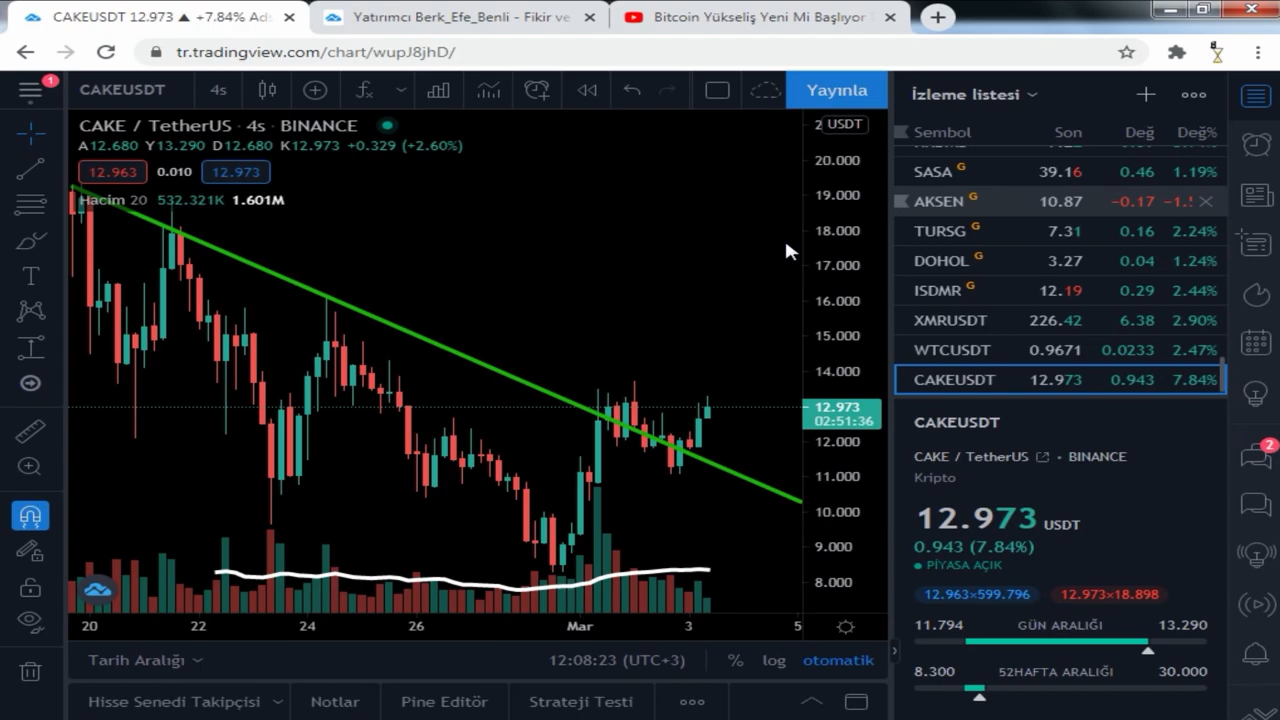 CAKEUSDT 12.973 ▲ +7.84% Ads
Yatırımcı Berk_Efe_Benli - Fikir ve
Bitcoin Yükseliş Yeni Mi Başlıyor
tr.tradingview.com/chart/wupJ8jhD/
1
CAKEUSDT
4s
Yayınla
CAKE / TetherUS · 4s · BINANCE
A12.680 Y13.290 D12.680 K12.973 +0.329 (+2.60%)
12.963 0.010 12.973
Hacim 20 532.321K 1.601M
USDT
20.000
19.000
18.000
17.000
16.000
15.000
14.000
12.973
02:51:36
12.000
11.000
10.000
9.000
8.000
20 22 24 26 Mar 3 5
Tarih Aralığı
12:08:23 (UTC+3)
% log otomatik
Hisse Senedi Takipçisi
Notlar
Pine Editör
Strateji Testi
İzleme listesi
Sembol Son Değ Değ%
SASA G 39.16 0.46 1.19%
AKSEN G 10.87 −0.17
TURSG G 7.31 0.16 2.24%
DOHOL G 3.27 0.04 1.24%
ISDMR G 12.19 0.29 2.44%
XMRUSDT 226.42 6.38 2.90%
WTCUSDT 0.9671 0.0233 2.47%
CAKEUSDT 12.973 0.943 7.84%
CAKEUSDT
CAKE / TetherUS · BINANCE
Kripto
12.973 USDT
0.943 (7.84%)
PİYASA AÇIK
12.963×599.796 12.973×18.898
11.794 GÜN ARALIĞI 13.290
8.300 52HAFTA ARALIĞI 30.000
2